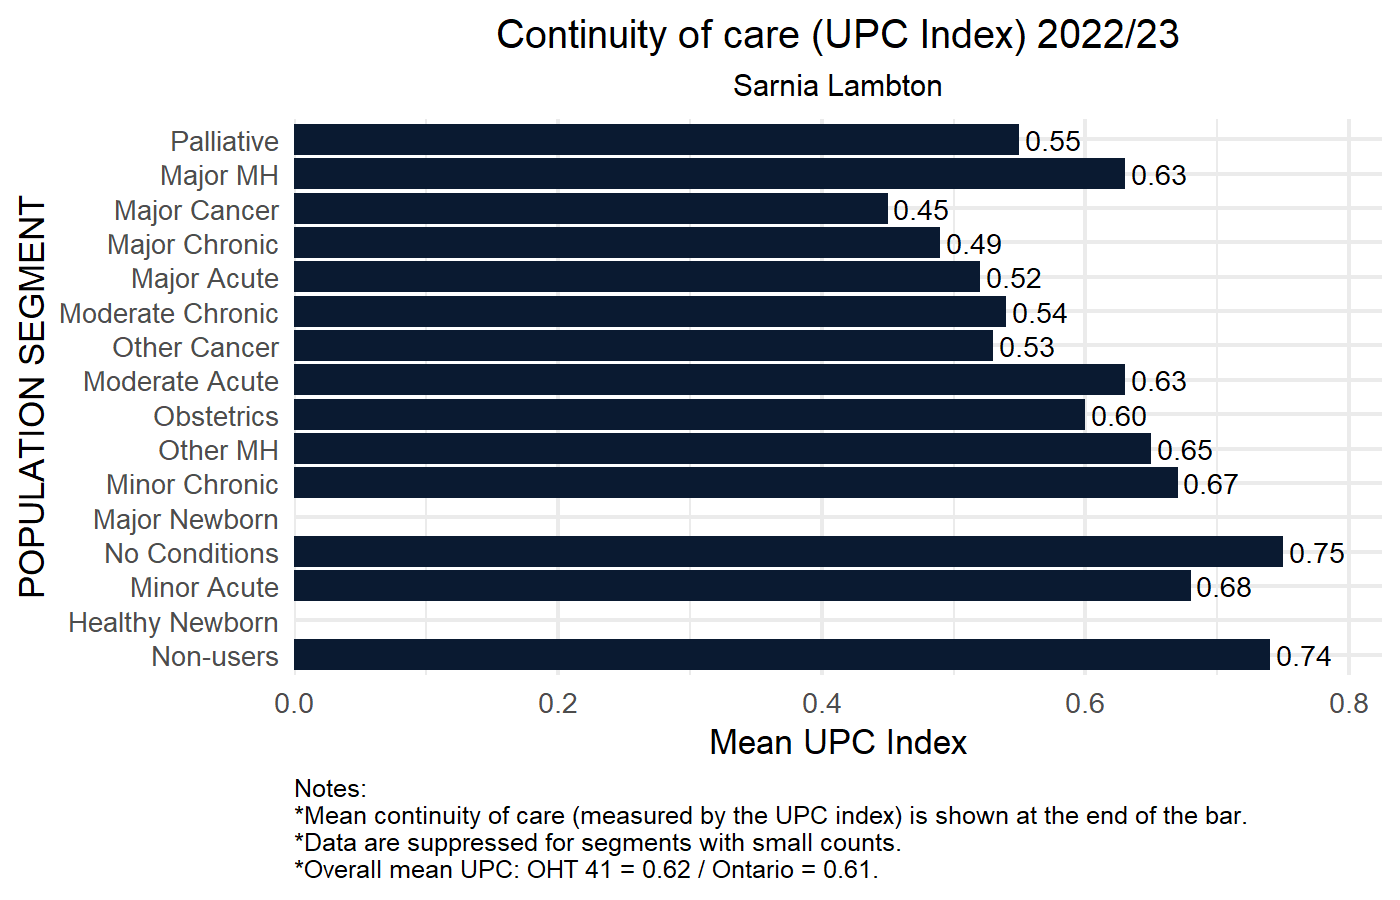 Continuity of care (UPC Index) 2022/23
Sarnia Lambton
POPULATION SEGMENT
Palliative 0.55
Major MH 0.63
Major Cancer 0.45
Major Chronic 0.49
Major Acute 0.52
Moderate Chronic 0.54
Other Cancer 0.53
Moderate Acute 0.63
Obstetrics 0.60
Other MH 0.65
Minor Chronic 0.67
Major Newborn
No Conditions 0.75
Minor Acute 0.68
Healthy Newborn
Non-users 0.74
0.0 0.2 0.4 0.6 0.8
Mean UPC Index
Notes:
*Mean continuity of care (measured by the UPC index) is shown at the end of the bar.
*Data are suppressed for segments with small counts.
*Overall mean UPC: OHT 41 = 0.62 / Ontario = 0.61.